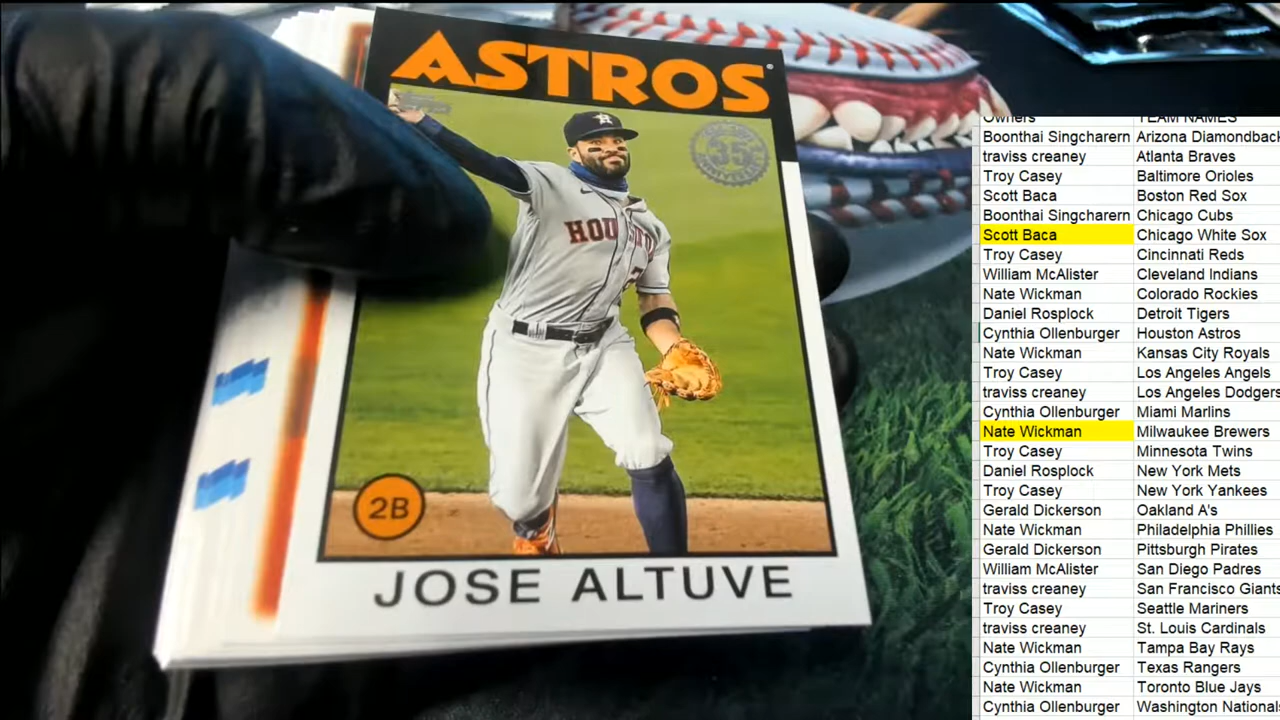 ASTROS
35
HOU
2B
JOSE ALTUVE
Owners TEAM NAMES
Boonthai Singcharern Arizona Diamondback
traviss creaney Atlanta Braves
Troy Casey Baltimore Orioles
Scott Baca Boston Red Sox
Boonthai Singcharern Chicago Cubs
Scott Baca Chicago White Sox
Troy Casey Cincinnati Reds
William McAlister Cleveland Indians
Nate Wickman Colorado Rockies
Daniel Rosplock Detroit Tigers
Cynthia Ollenburger Houston Astros
Nate Wickman Kansas City Royals
Troy Casey Los Angeles Angels
traviss creaney Los Angeles Dodgers
Cynthia Ollenburger Miami Marlins
Nate Wickman Milwaukee Brewers
Troy Casey Minnesota Twins
Daniel Rosplock New York Mets
Troy Casey New York Yankees
Gerald Dickerson Oakland A's
Nate Wickman Philadelphia Phillies
Gerald Dickerson Pittsburgh Pirates
William McAlister San Diego Padres
traviss creaney San Francisco Giants
Troy Casey Seattle Mariners
traviss creaney St. Louis Cardinals
Nate Wickman Tampa Bay Rays
Cynthia Ollenburger Texas Rangers
Nate Wickman Toronto Blue Jays
Cynthia Ollenburger Washington National